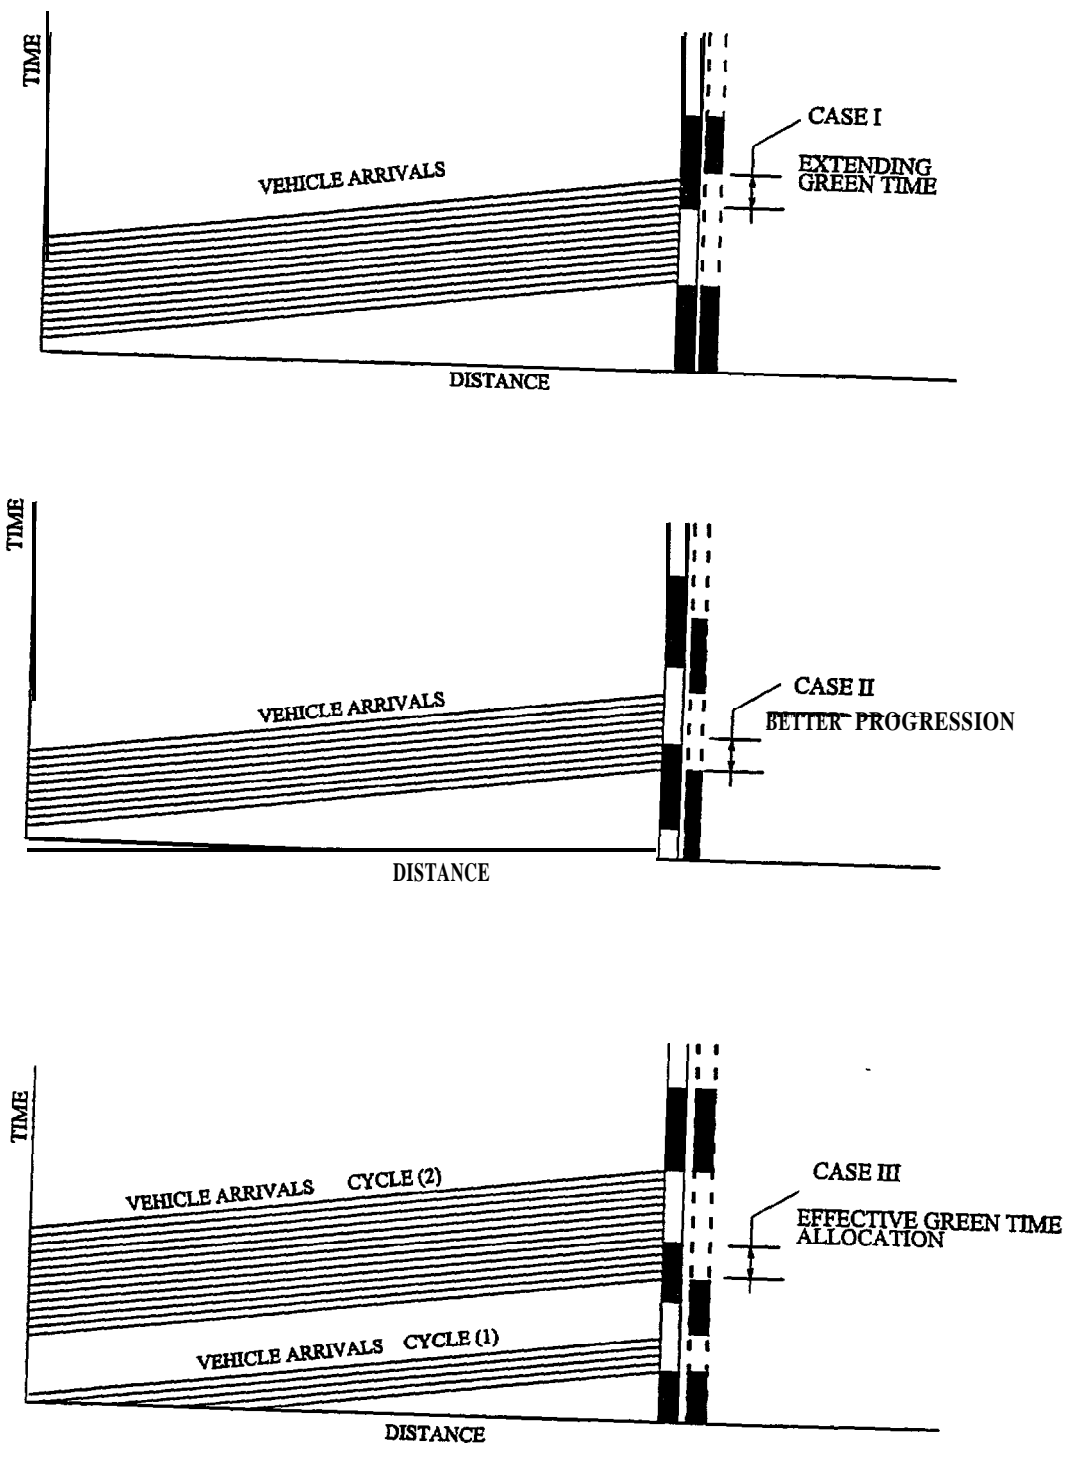 TIME
CASE I
EXTENDING
GREEN TIME
VEHICLE ARRIVALS
DISTANCE
TIME
CASE II
BETTER PROGRESSION
VEHICLE ARRIVALS
DISTANCE
TIME
CASE III
EFFECTIVE GREEN TIME
ALLOCATION
VEHICLE ARRIVALS CYCLE (2)
VEHICLE ARRIVALS CYCLE (1)
DISTANCE